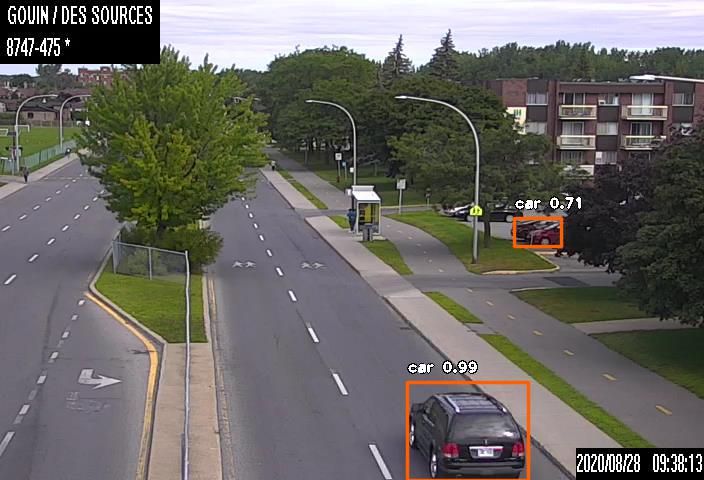 GOUIN / DES SOURCES
8747-475 *
car 0.71
car 0.99
2020/08/28 09:38:13